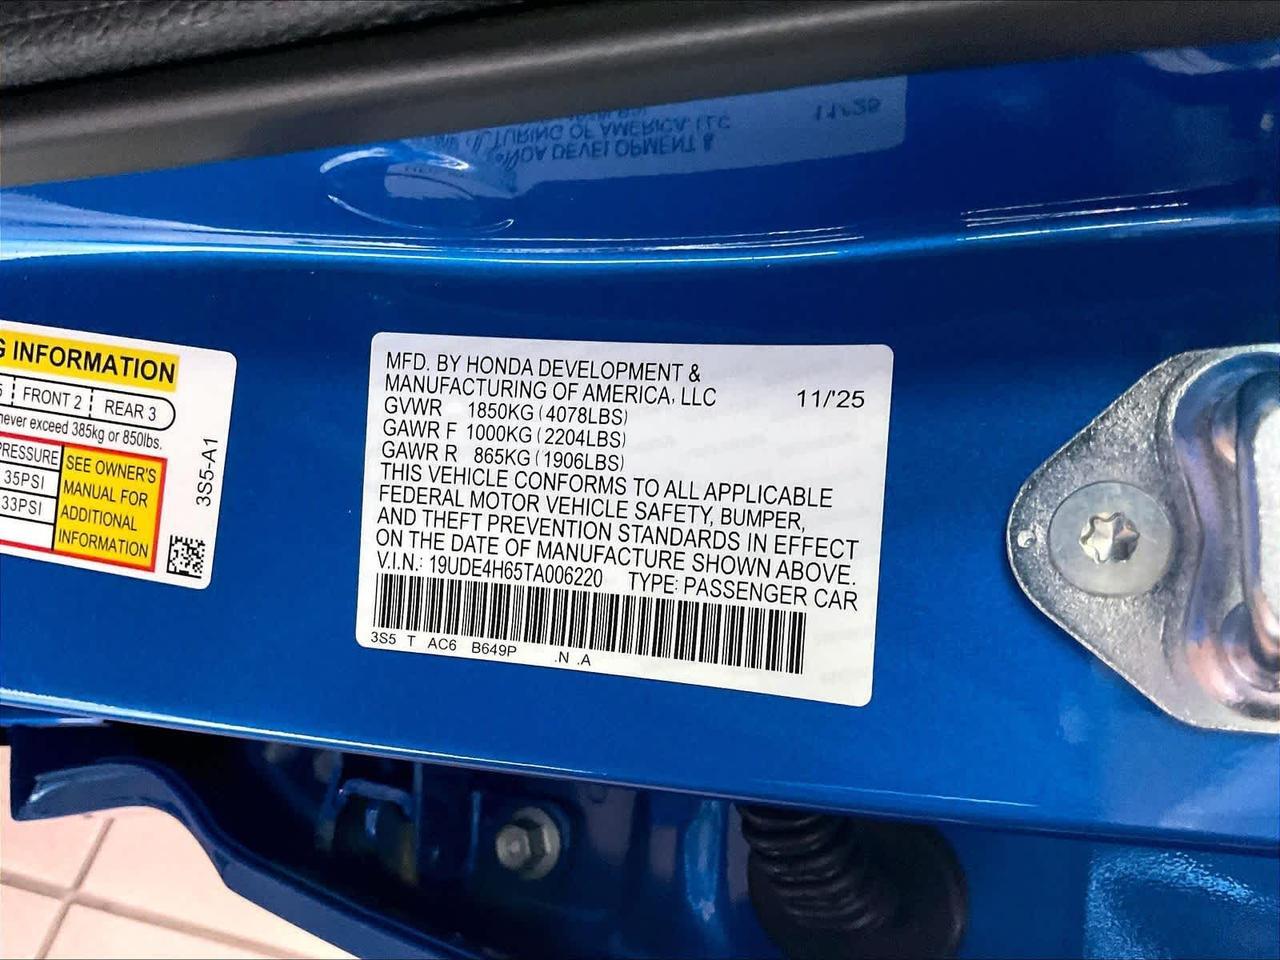 G INFORMATION
5 FRONT 2 REAR 3
never exceed 385kg or 850lbs.
PRESSURE
35PSI
33PSI
SEE OWNER'S
MANUAL FOR
ADDITIONAL
INFORMATION
3S5-A1
MFD. BY HONDA DEVELOPMENT &
MANUFACTURING OF AMERICA, LLC 11/'25
GVWR 1850KG (4078LBS)
GAWR F 1000KG (2204LBS)
GAWR R 865KG (1906LBS)
THIS VEHICLE CONFORMS TO ALL APPLICABLE
FEDERAL MOTOR VEHICLE SAFETY, BUMPER,
AND THEFT PREVENTION STANDARDS IN EFFECT
ON THE DATE OF MANUFACTURE SHOWN ABOVE.
V.I.N.: 19UDE4H65TA006220 TYPE: PASSENGER CAR
3S5 T AC6 B649P .N .A